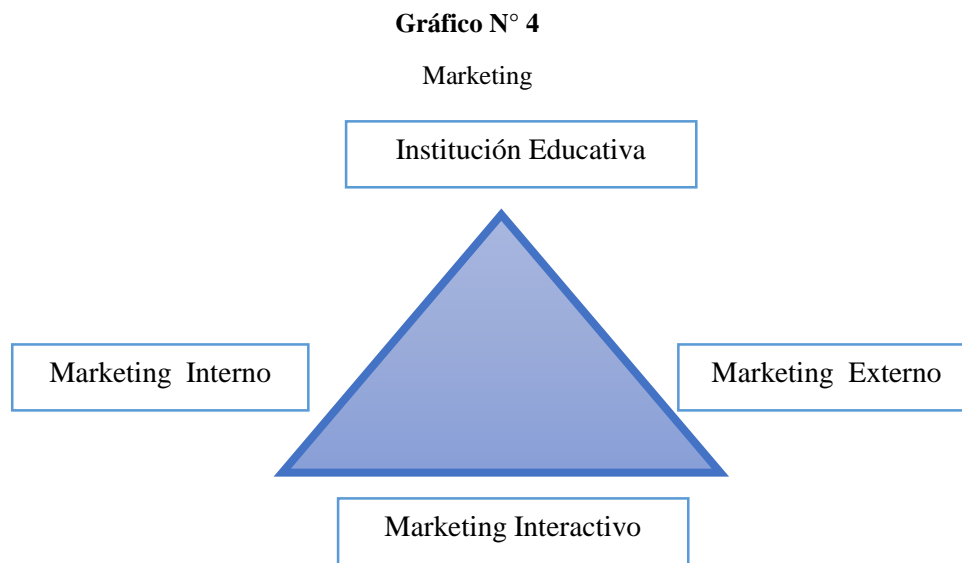 Gráfico N° 4
Marketing
Institución Educativa
Marketing Interno
Marketing Externo
Marketing Interactivo